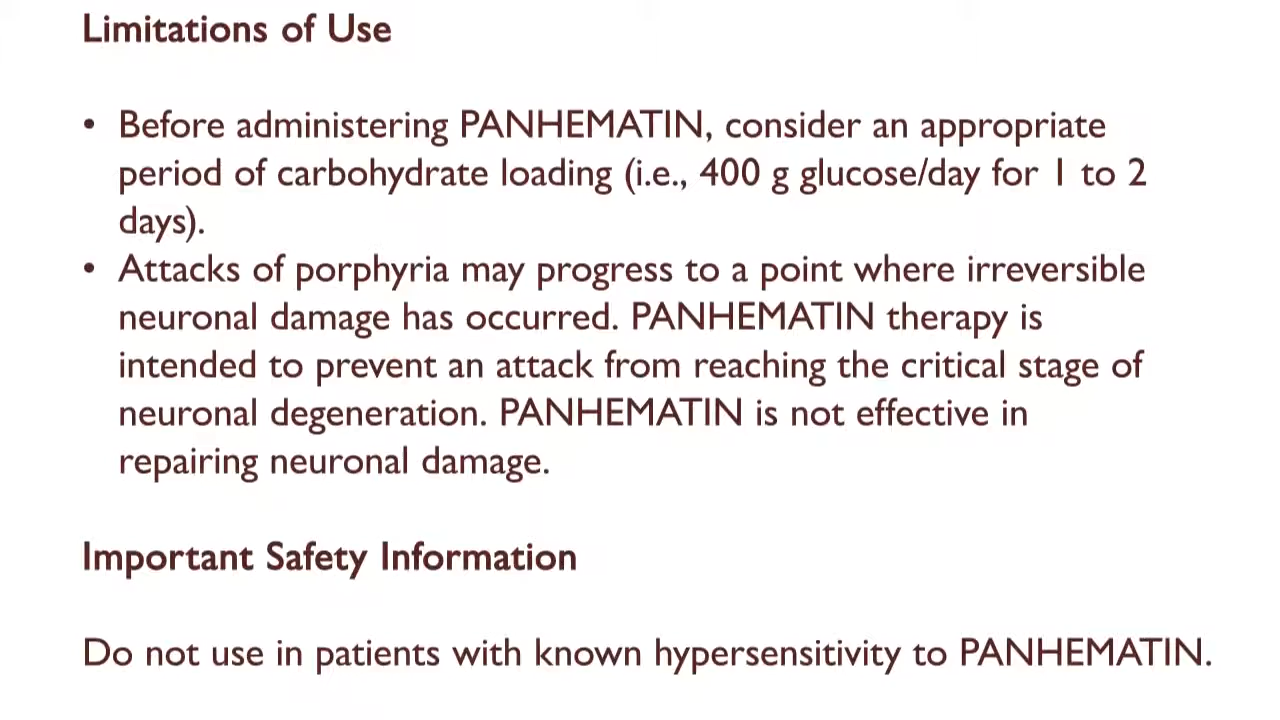 Limitations of Use
• Before administering PANHEMATIN, consider an appropriate
period of carbohydrate loading (i.e., 400 g glucose/day for 1 to 2
days).
• Attacks of porphyria may progress to a point where irreversible
neuronal damage has occurred. PANHEMATIN therapy is
intended to prevent an attack from reaching the critical stage of
neuronal degeneration. PANHEMATIN is not effective in
repairing neuronal damage.
Important Safety Information
Do not use in patients with known hypersensitivity to PANHEMATIN.